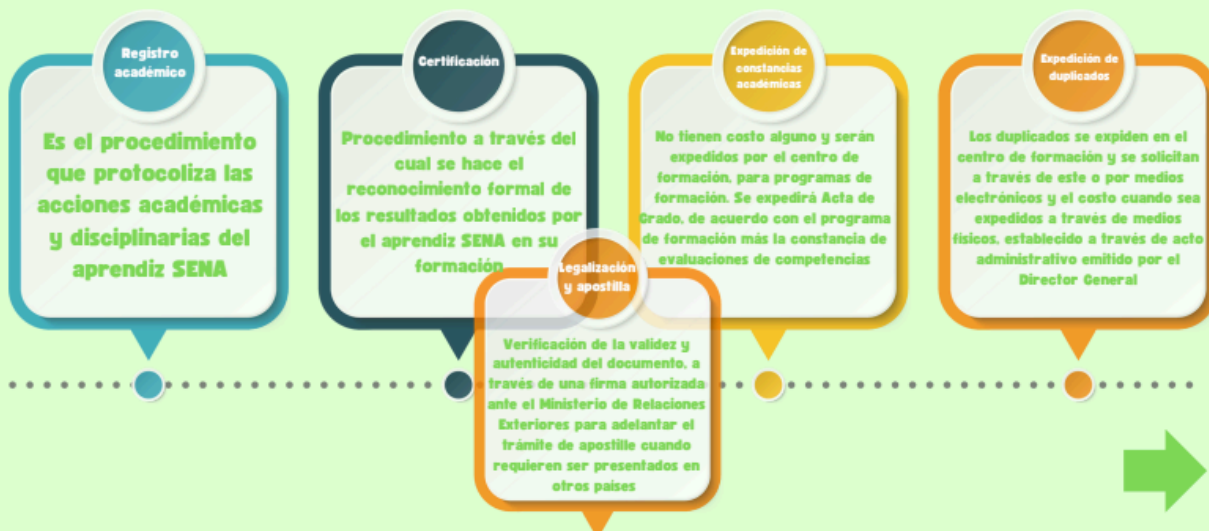 Registro
académico
Es el procedimiento
que protocoliza las
acciones académicas
y disciplinarias del
aprendiz SENA
Certificación
Procedimiento a través del
cual se hace el
reconocimiento formal de
los resultados obtenidos por
el aprendiz SENA en su
formación
Expedición de
constancias
académicas
No tienen costo alguno y serán
expedidos por el centro de
formación, para programas de
formación. Se expedirá Acta de
Grado, de acuerdo con el programa
de formación más la constancia de
evaluaciones de competencias
Expedición de
duplicados
Los duplicados se expiden en el
centro de formación y se solicitan
a través de este o por medios
electrónicos y el costo cuando sea
expedidos a través de medios
físicos, establecido a través de acto
administrativo emitido por el
Director General
Legalización
y apostilla
Verificación de la validez y
autenticidad del documento, a
través de una firma autorizada
ante el Ministerio de Relaciones
Exteriores para adelantar el
trámite de apostille cuando
requieren ser presentados en
otros países